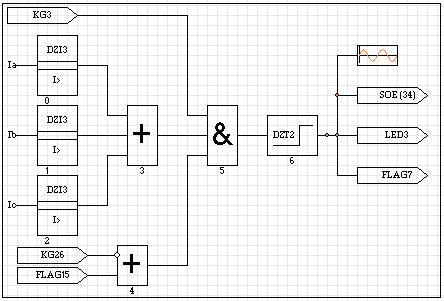 KG3
DZI3
Ia
I>
0
DZI3
Ib
I>
1
+
3
&
5
DZT2
6
SOE(34)
LED3
FLAG7
DZI3
Ic
I>
2
KG26
FLAG15
+
4